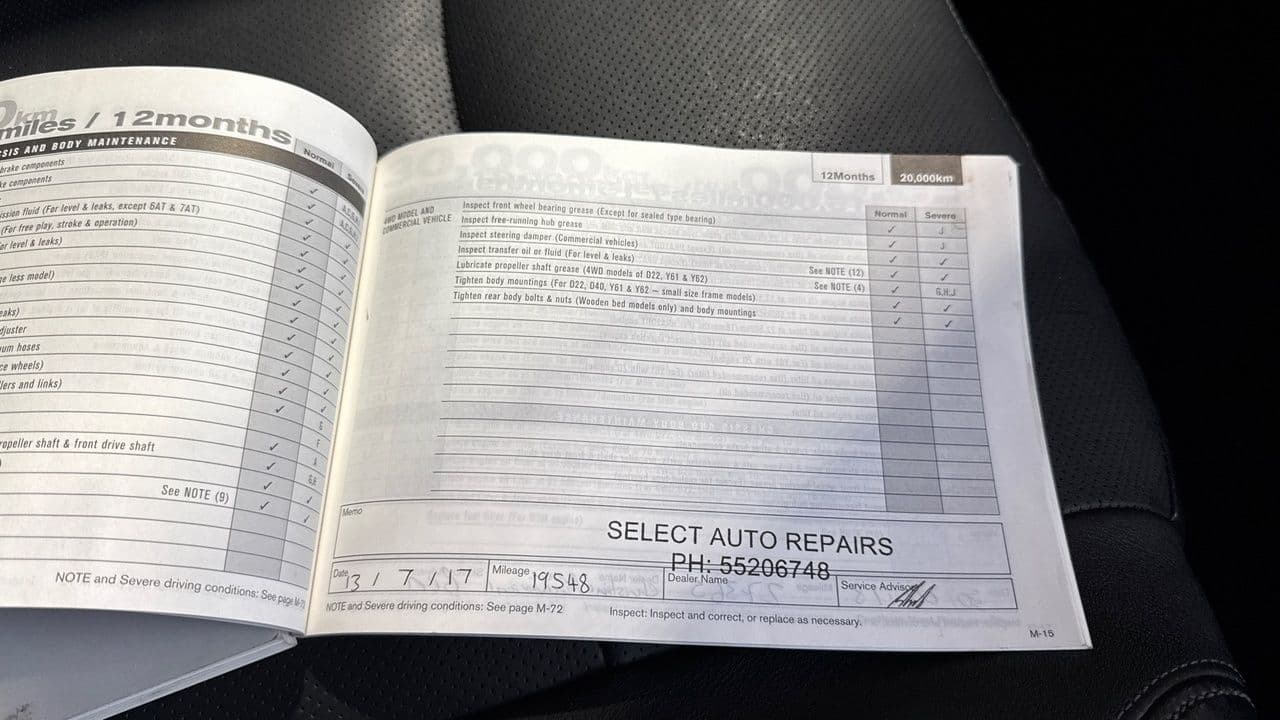 km
miles / 12months
SIS AND BODY MAINTENANCE
Normal
brake components
ke components
ission fluid (For level & leaks, except 6AT & 7AT)
(For free play, stroke & operation)
or level & leaks)
ge less model)
eaks)
djuster
uum hoses
ce wheels)
lers and links)
G
F
J
ropeller shaft & front drive shaft
G,H
See NOTE (9)
NOTE and Severe driving conditions: See page M-72
12Months
20,000km
4WD MODEL AND
COMMERCIAL VEHICLE
Normal
Severe
Inspect front wheel bearing grease (Except for sealed type bearing)
✓
J
Inspect free-running hub grease
✓
J
Inspect steering damper (Commercial vehicles)
✓
✓
Inspect transfer oil or fluid (For level & leaks)
See NOTE (12)
✓
✓
Lubricate propeller shaft grease (4WD models of D22, Y61 & Y62)
See NOTE (4)
✓
G,H,J
Tighten body mountings (For D22, D40, Y61 & Y62 – small size frame models)
✓
✓
Tighten rear body bolts & nuts (Wooden bed models only) and body mountings
✓
✓
Memo
SELECT AUTO REPAIRS
PH: 55206748
Date
13 / 7 / 17
Mileage
19548
Dealer Name
Service Advisor
NOTE and Severe driving conditions: See page M-72
Inspect: Inspect and correct, or replace as necessary.
M-15